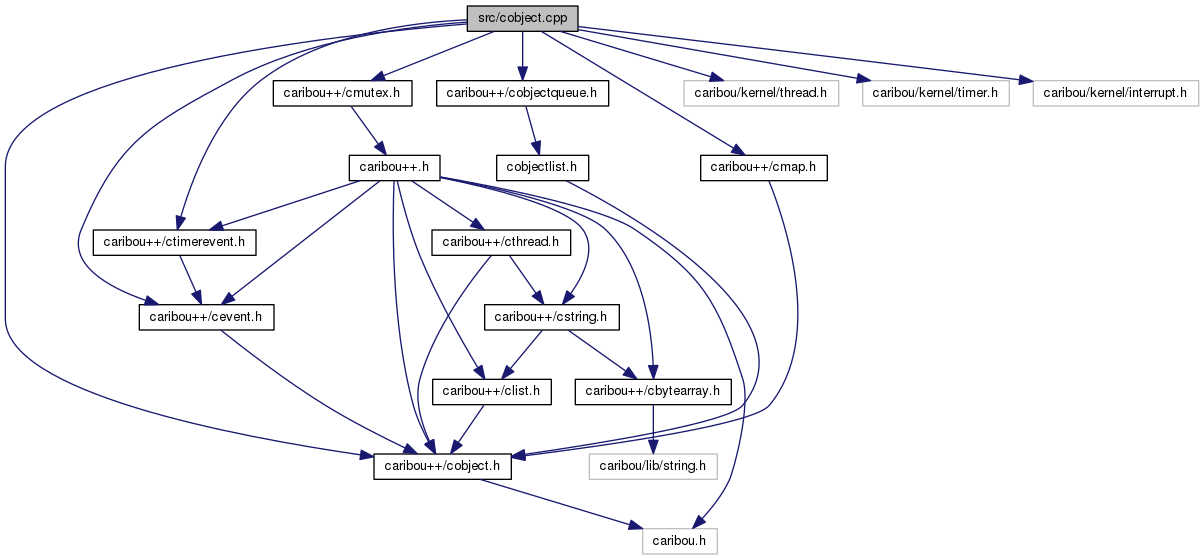 src/cobject.cpp
caribou++/cmutex.h
caribou++/cobjectqueue.h
caribou/kernel/thread.h
caribou/kernel/timer.h
caribou/kernel/interrupt.h
caribou++.h
cobjectlist.h
caribou++/cmap.h
caribou++/ctimerevent.h
caribou++/cthread.h
caribou++/cevent.h
caribou++/cstring.h
caribou++/clist.h
caribou++/cbytearray.h
caribou++/cobject.h
caribou/lib/string.h
caribou.h